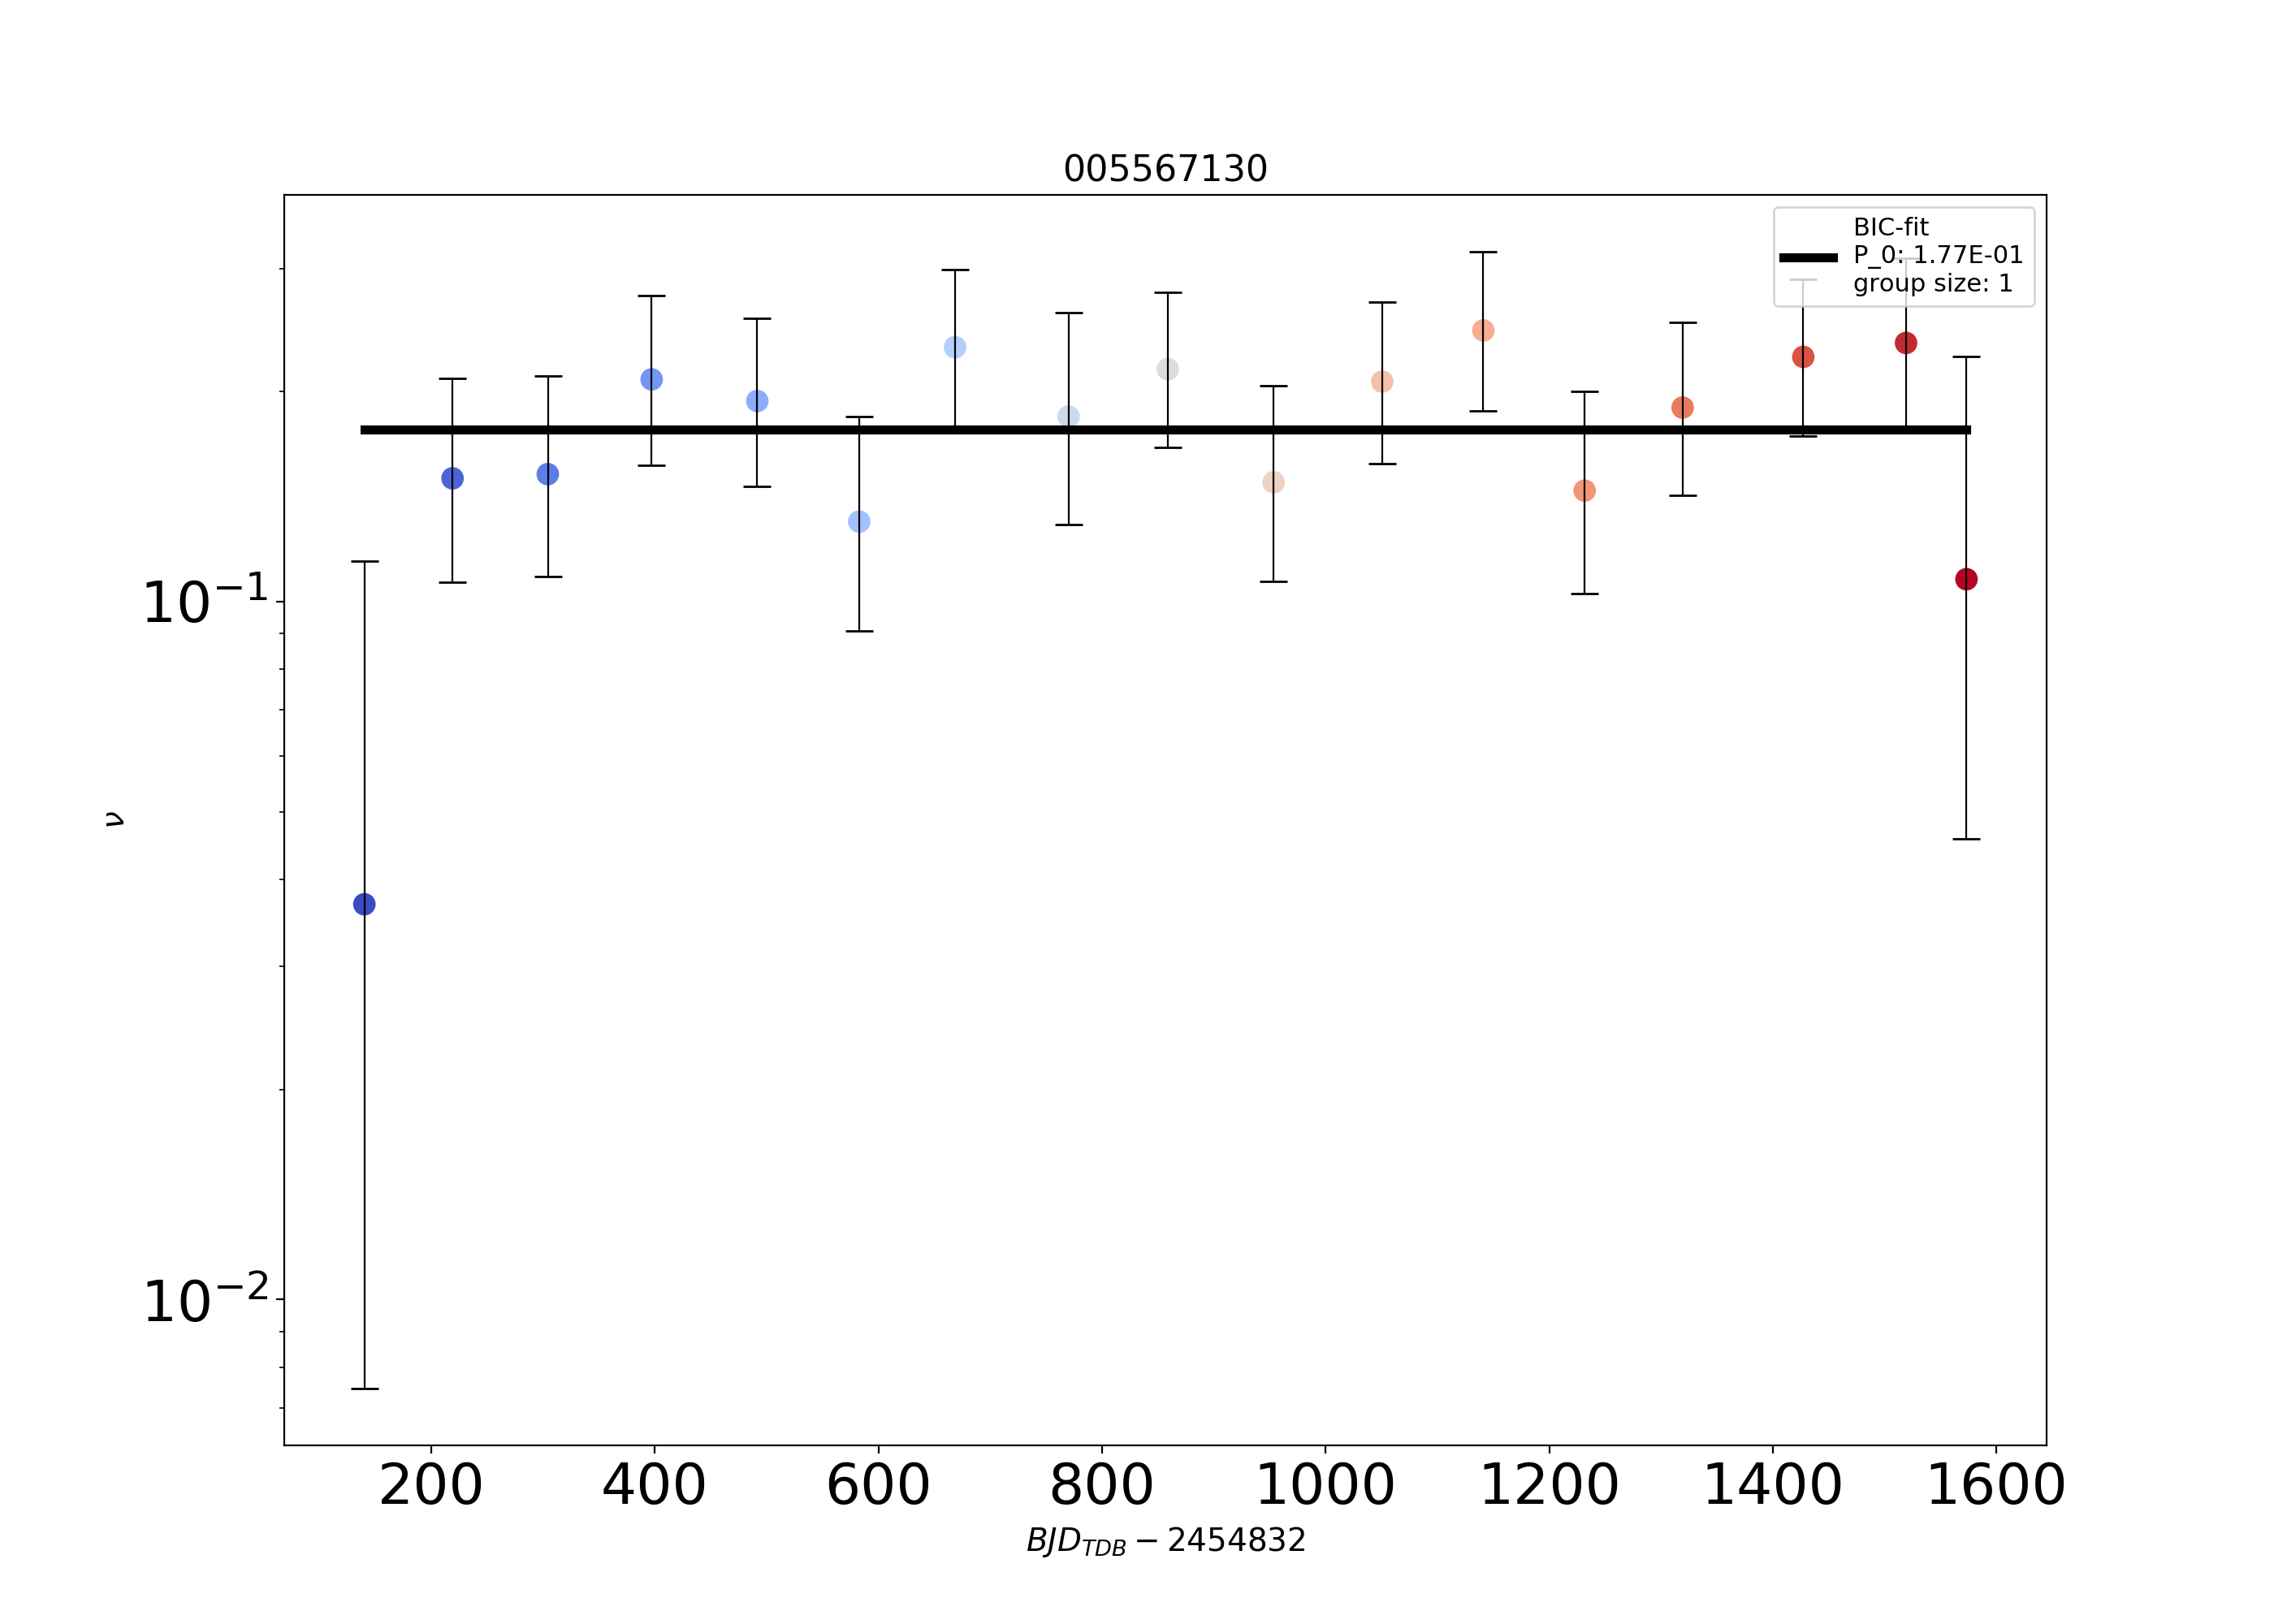 005567130
BIC-fit
P_0: 1.77E-01
group size: 1
10⁻¹
ν
10⁻²
200 400 600 800 1000 1200 1400 1600
BJD_TDB − 2454832